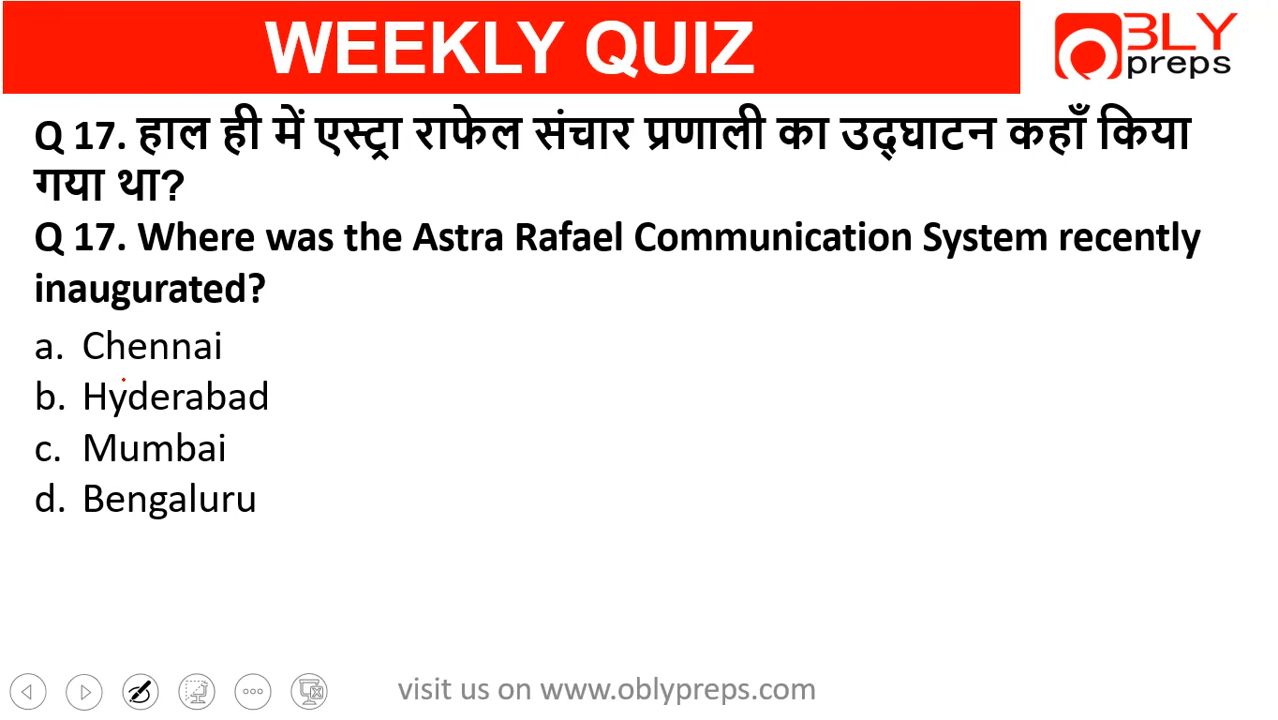 WEEKLY QUIZ
BLY
preps
Q 17. हाल ही में एस्ट्रा राफेल संचार प्रणाली का उद्घाटन कहाँ किया
गया था?
Q 17. Where was the Astra Rafael Communication System recently
inaugurated?
a. Chennai
b. Hyderabad
c. Mumbai
d. Bengaluru
visit us on www.oblypreps.com